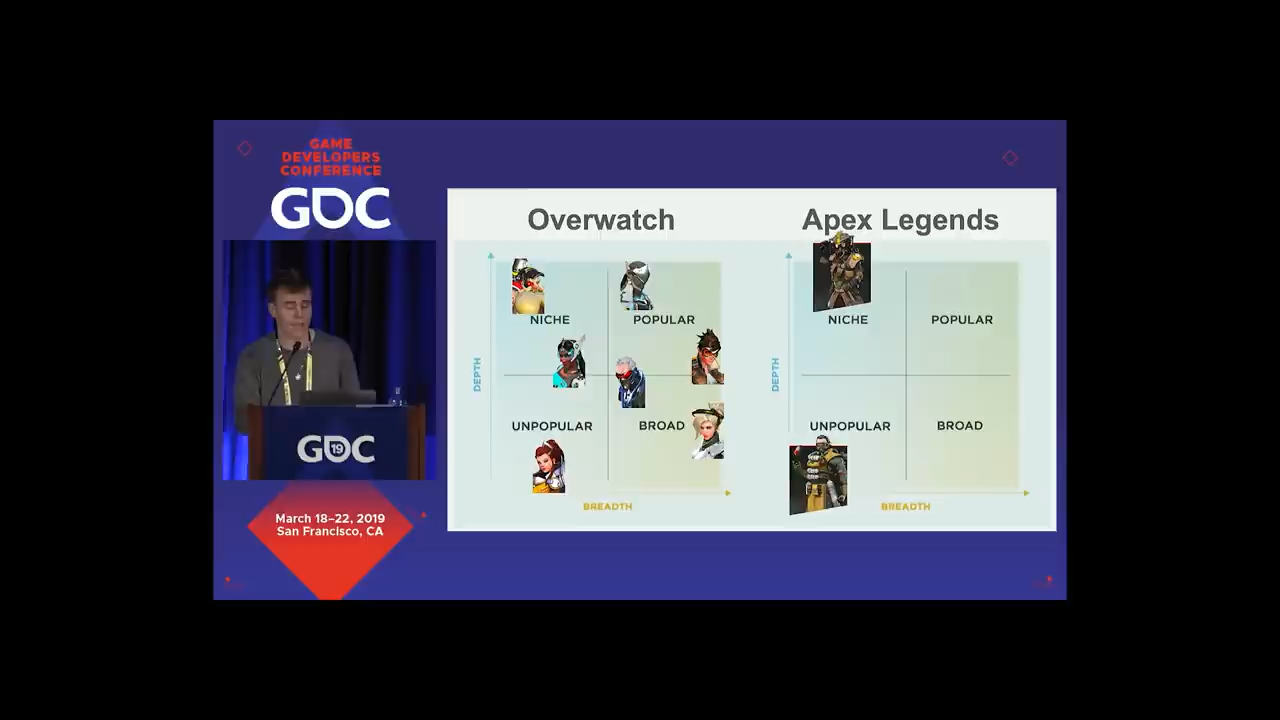 GAME
DEVELOPERS
CONFERENCE
GDC
GDC
19
March 18–22, 2019
San Francisco, CA
Overwatch
DEPTH
NICHE
POPULAR
UNPOPULAR
BROAD
BREADTH
Apex Legends
DEPTH
NICHE
POPULAR
UNPOPULAR
BROAD
BREADTH